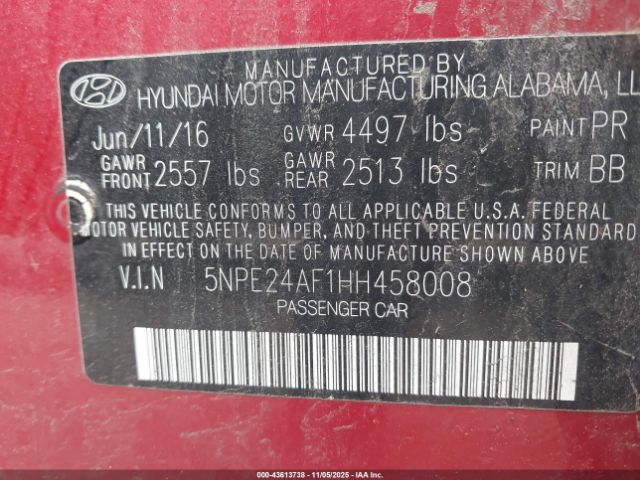 MANUFACTURED BY
HYUNDAI MOTOR MANUFACTURING ALABAMA, LL
Jun/11/16 GVWR 4497 lbs PAINT PR
GAWR FRONT 2557 lbs GAWR REAR 2513 lbs TRIM BB
THIS VEHICLE CONFORMS TO ALL APPLICABLE U.S.A. FEDERAL
MOTOR VEHICLE SAFETY, BUMPER, AND THEFT PREVENTION STANDARD
IN EFFECT ON THE DATE OF MANUFACTURE SHOWN ABOVE
V.I.N 5NPE24AF1HH458008
PASSENGER CAR
000-43613738 - 11/05/2025 - IAAI